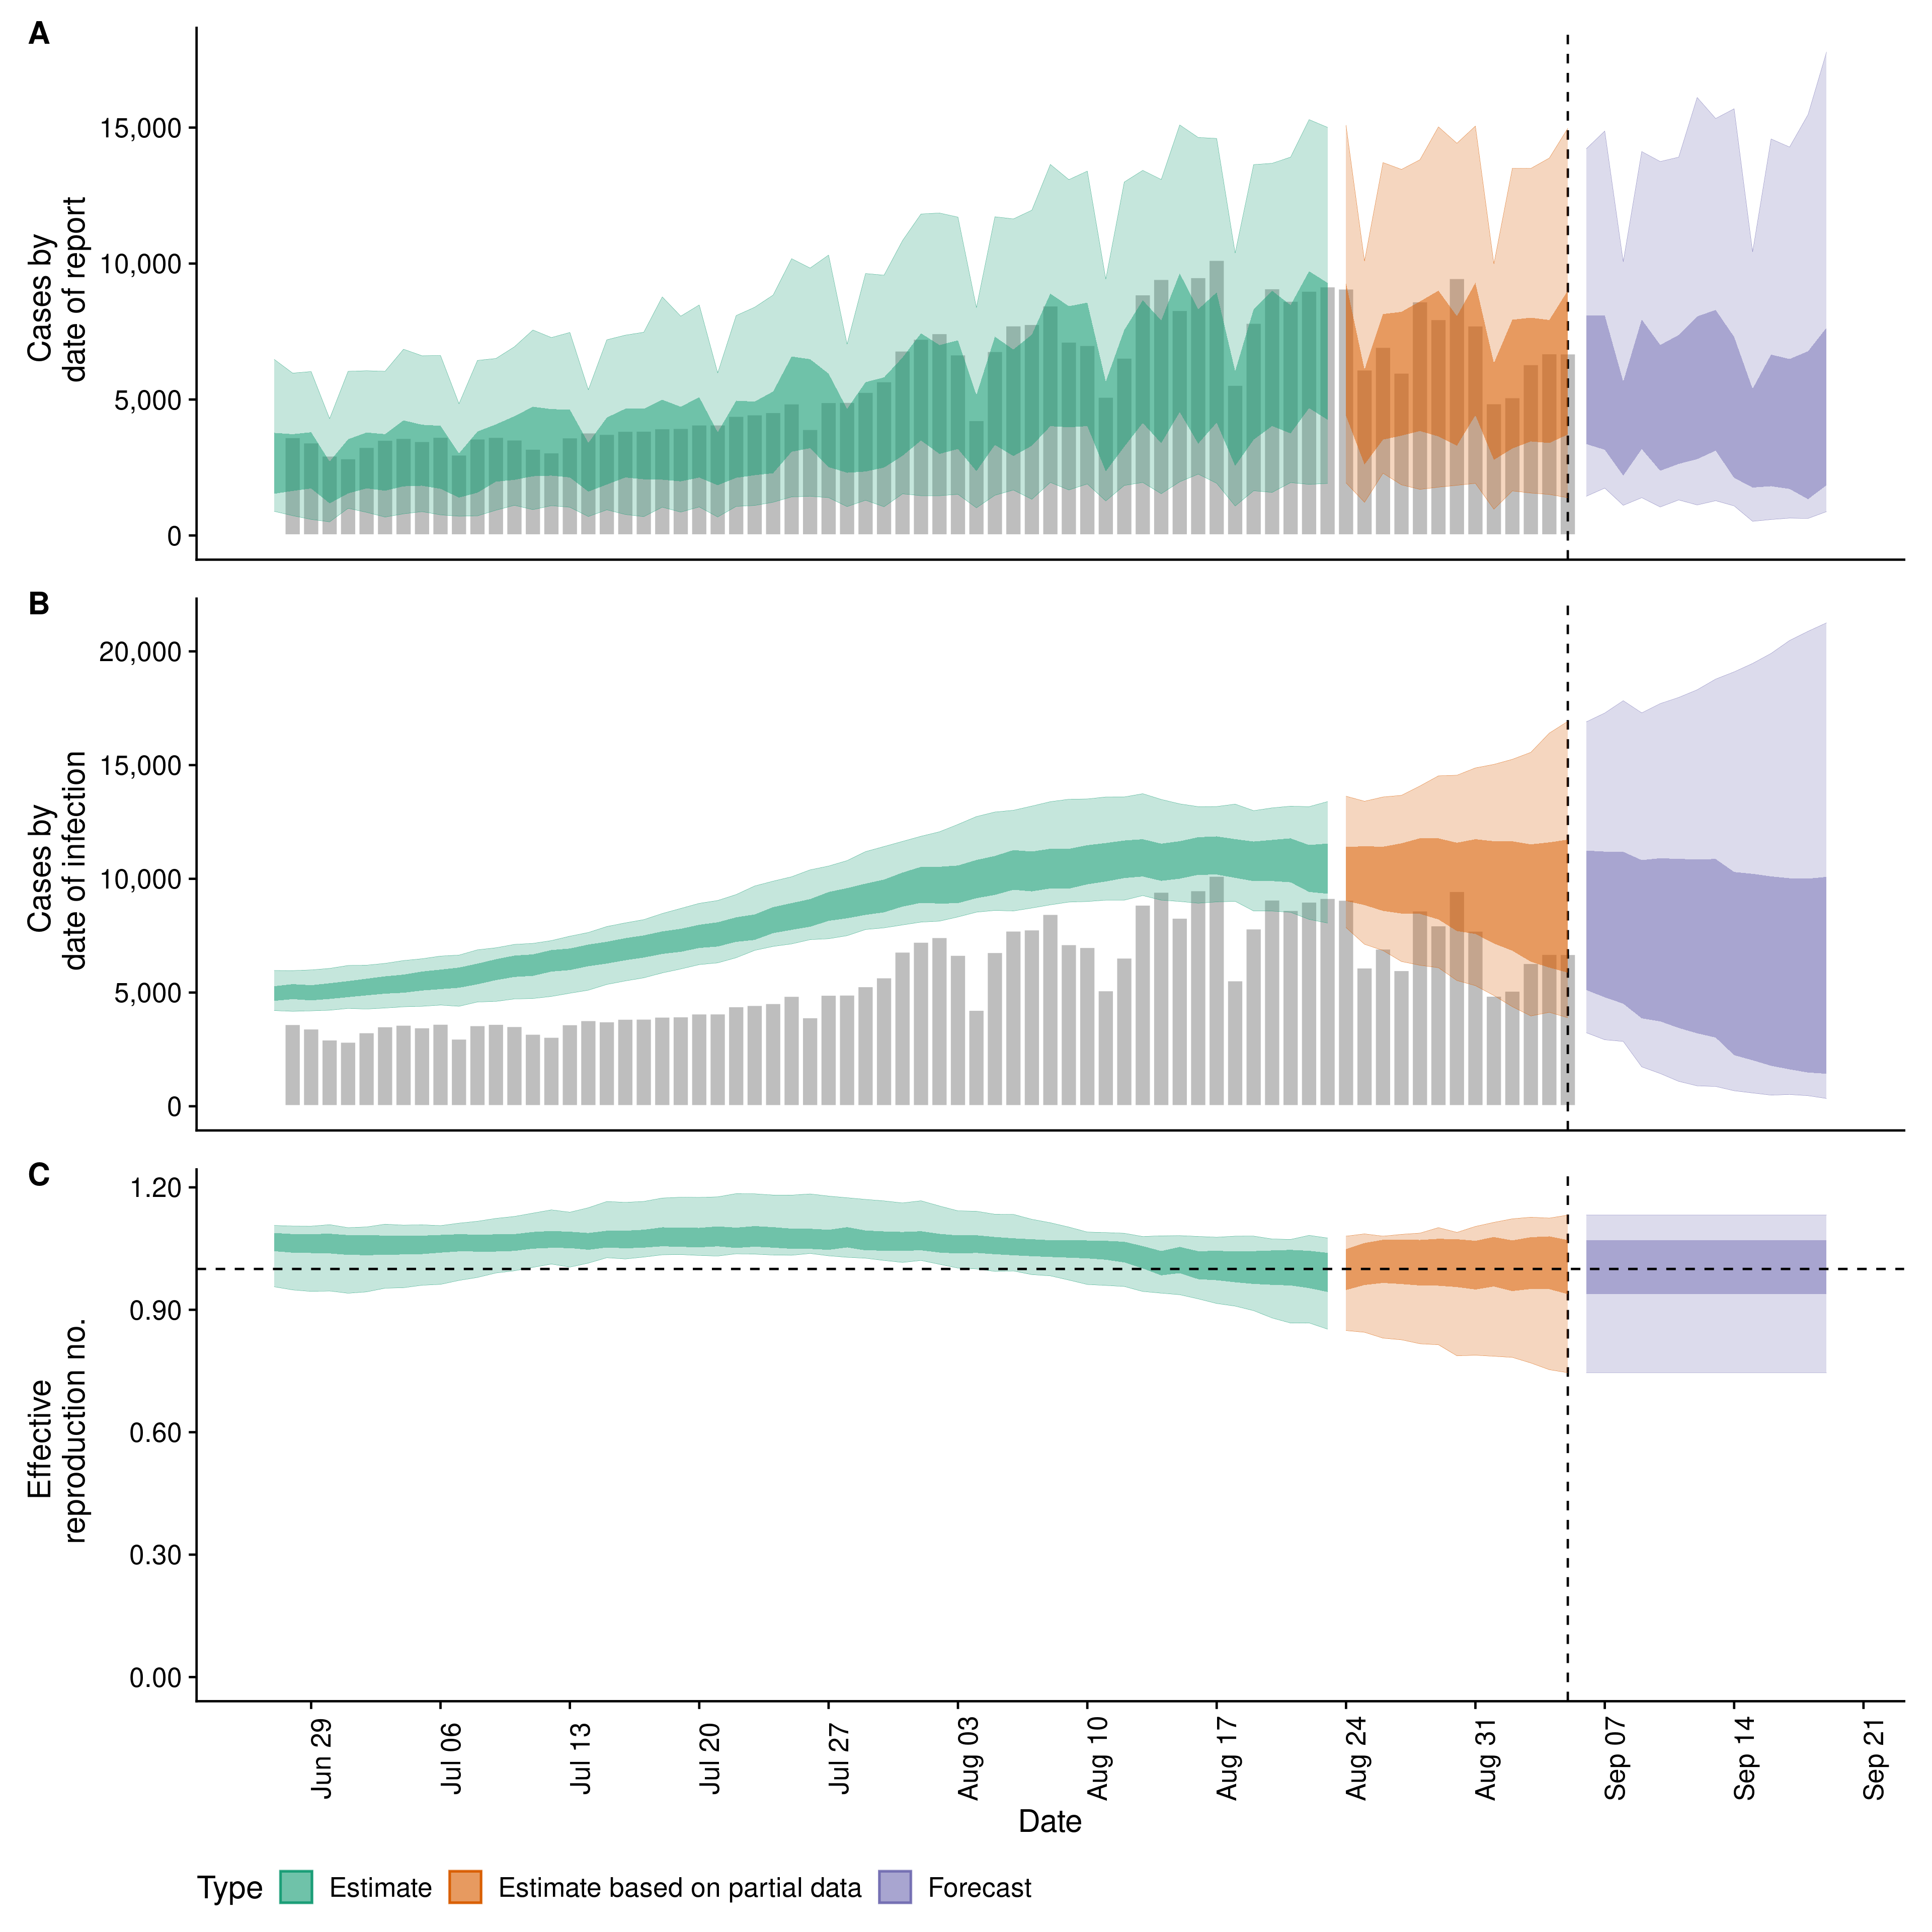 A
Cases by
date of report
15,000
10,000
5,000
0
B
Cases by
date of infection
20,000
15,000
10,000
5,000
0
C
Effective
reproduction no.
1.20
0.90
0.60
0.30
0.00
Jun 29
Jul 06
Jul 13
Jul 20
Jul 27
Aug 03
Aug 10
Aug 17
Aug 24
Aug 31
Sep 07
Sep 14
Sep 21
Date
Type Estimate Estimate based on partial data Forecast